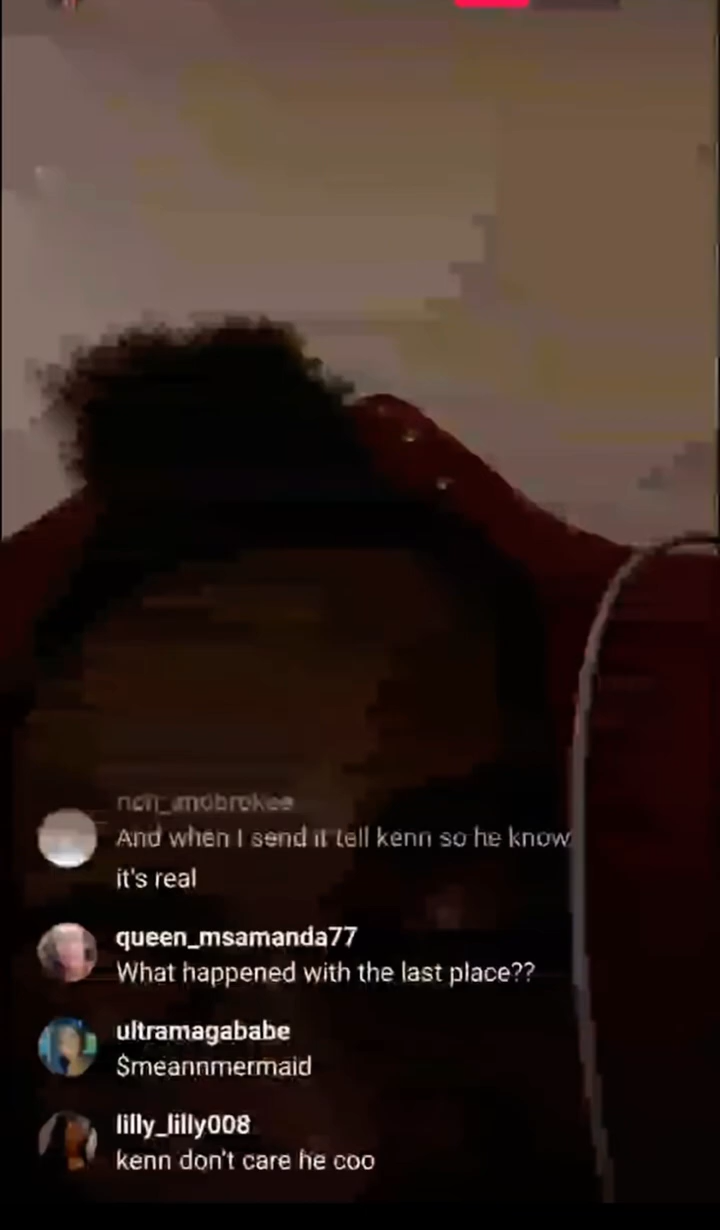 And when I send it tell kenn so he know
it's real
queen_msamanda77
What happened with the last place??
ultramagababe
$meannmermaid
lilly_lilly008
kenn don't care he coo